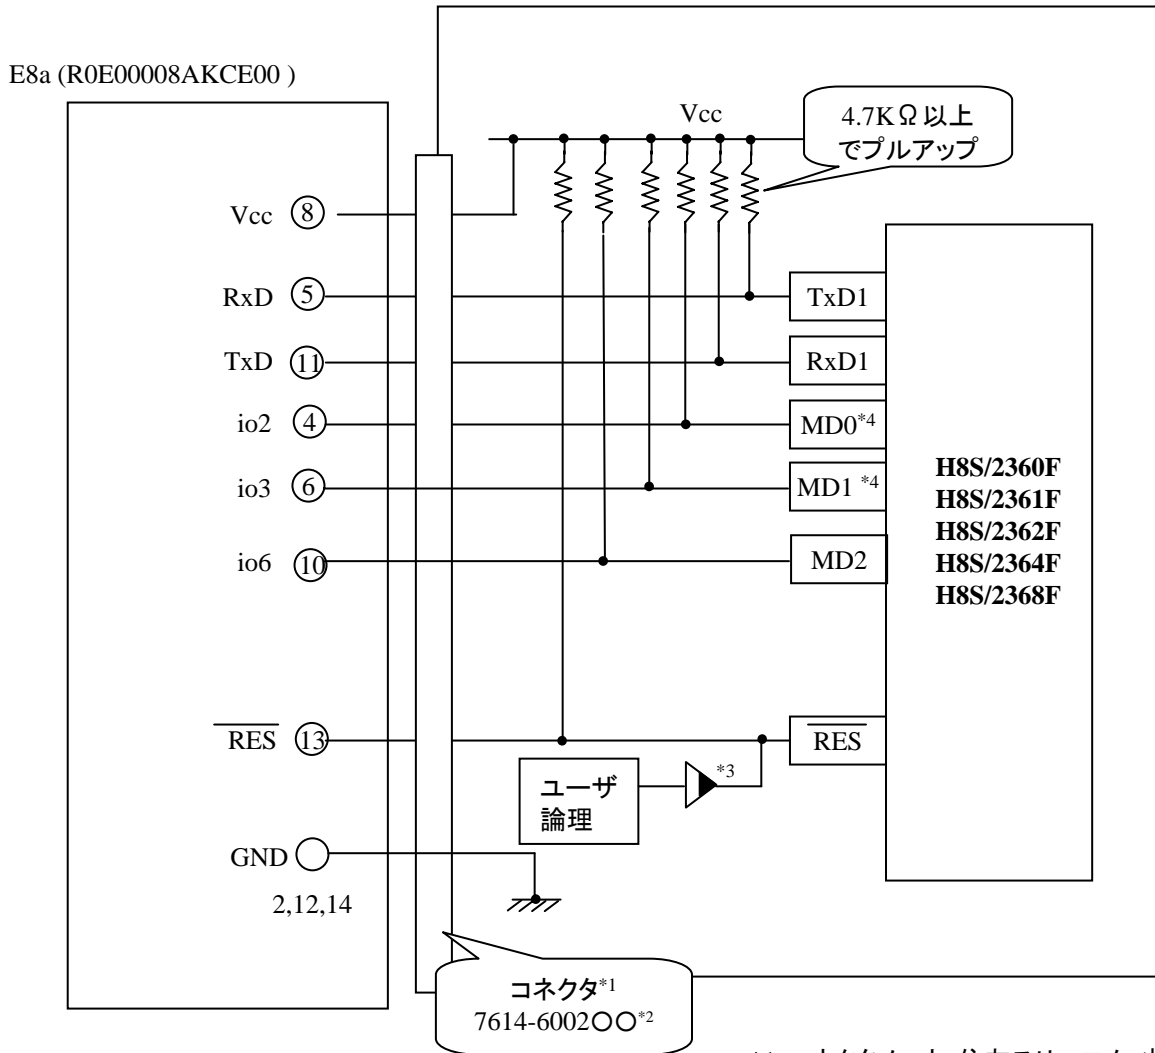 E8a (R0E00008AKCE00 )
Vcc
4.7KΩ以上
でプルアップ
Vcc ⑧
RxD ⑤
TxD1
TxD ⑪
RxD1
io2 ④
MD0*4
io3 ⑥
MD1 *4
io6 ⑩
MD2
H8S/2360F
H8S/2361F
H8S/2362F
H8S/2364F
H8S/2368F
RES ⑬
RES
*3
ユーザ
論理
GND
2,12,14
コネクタ*1
7614-6002○○*2